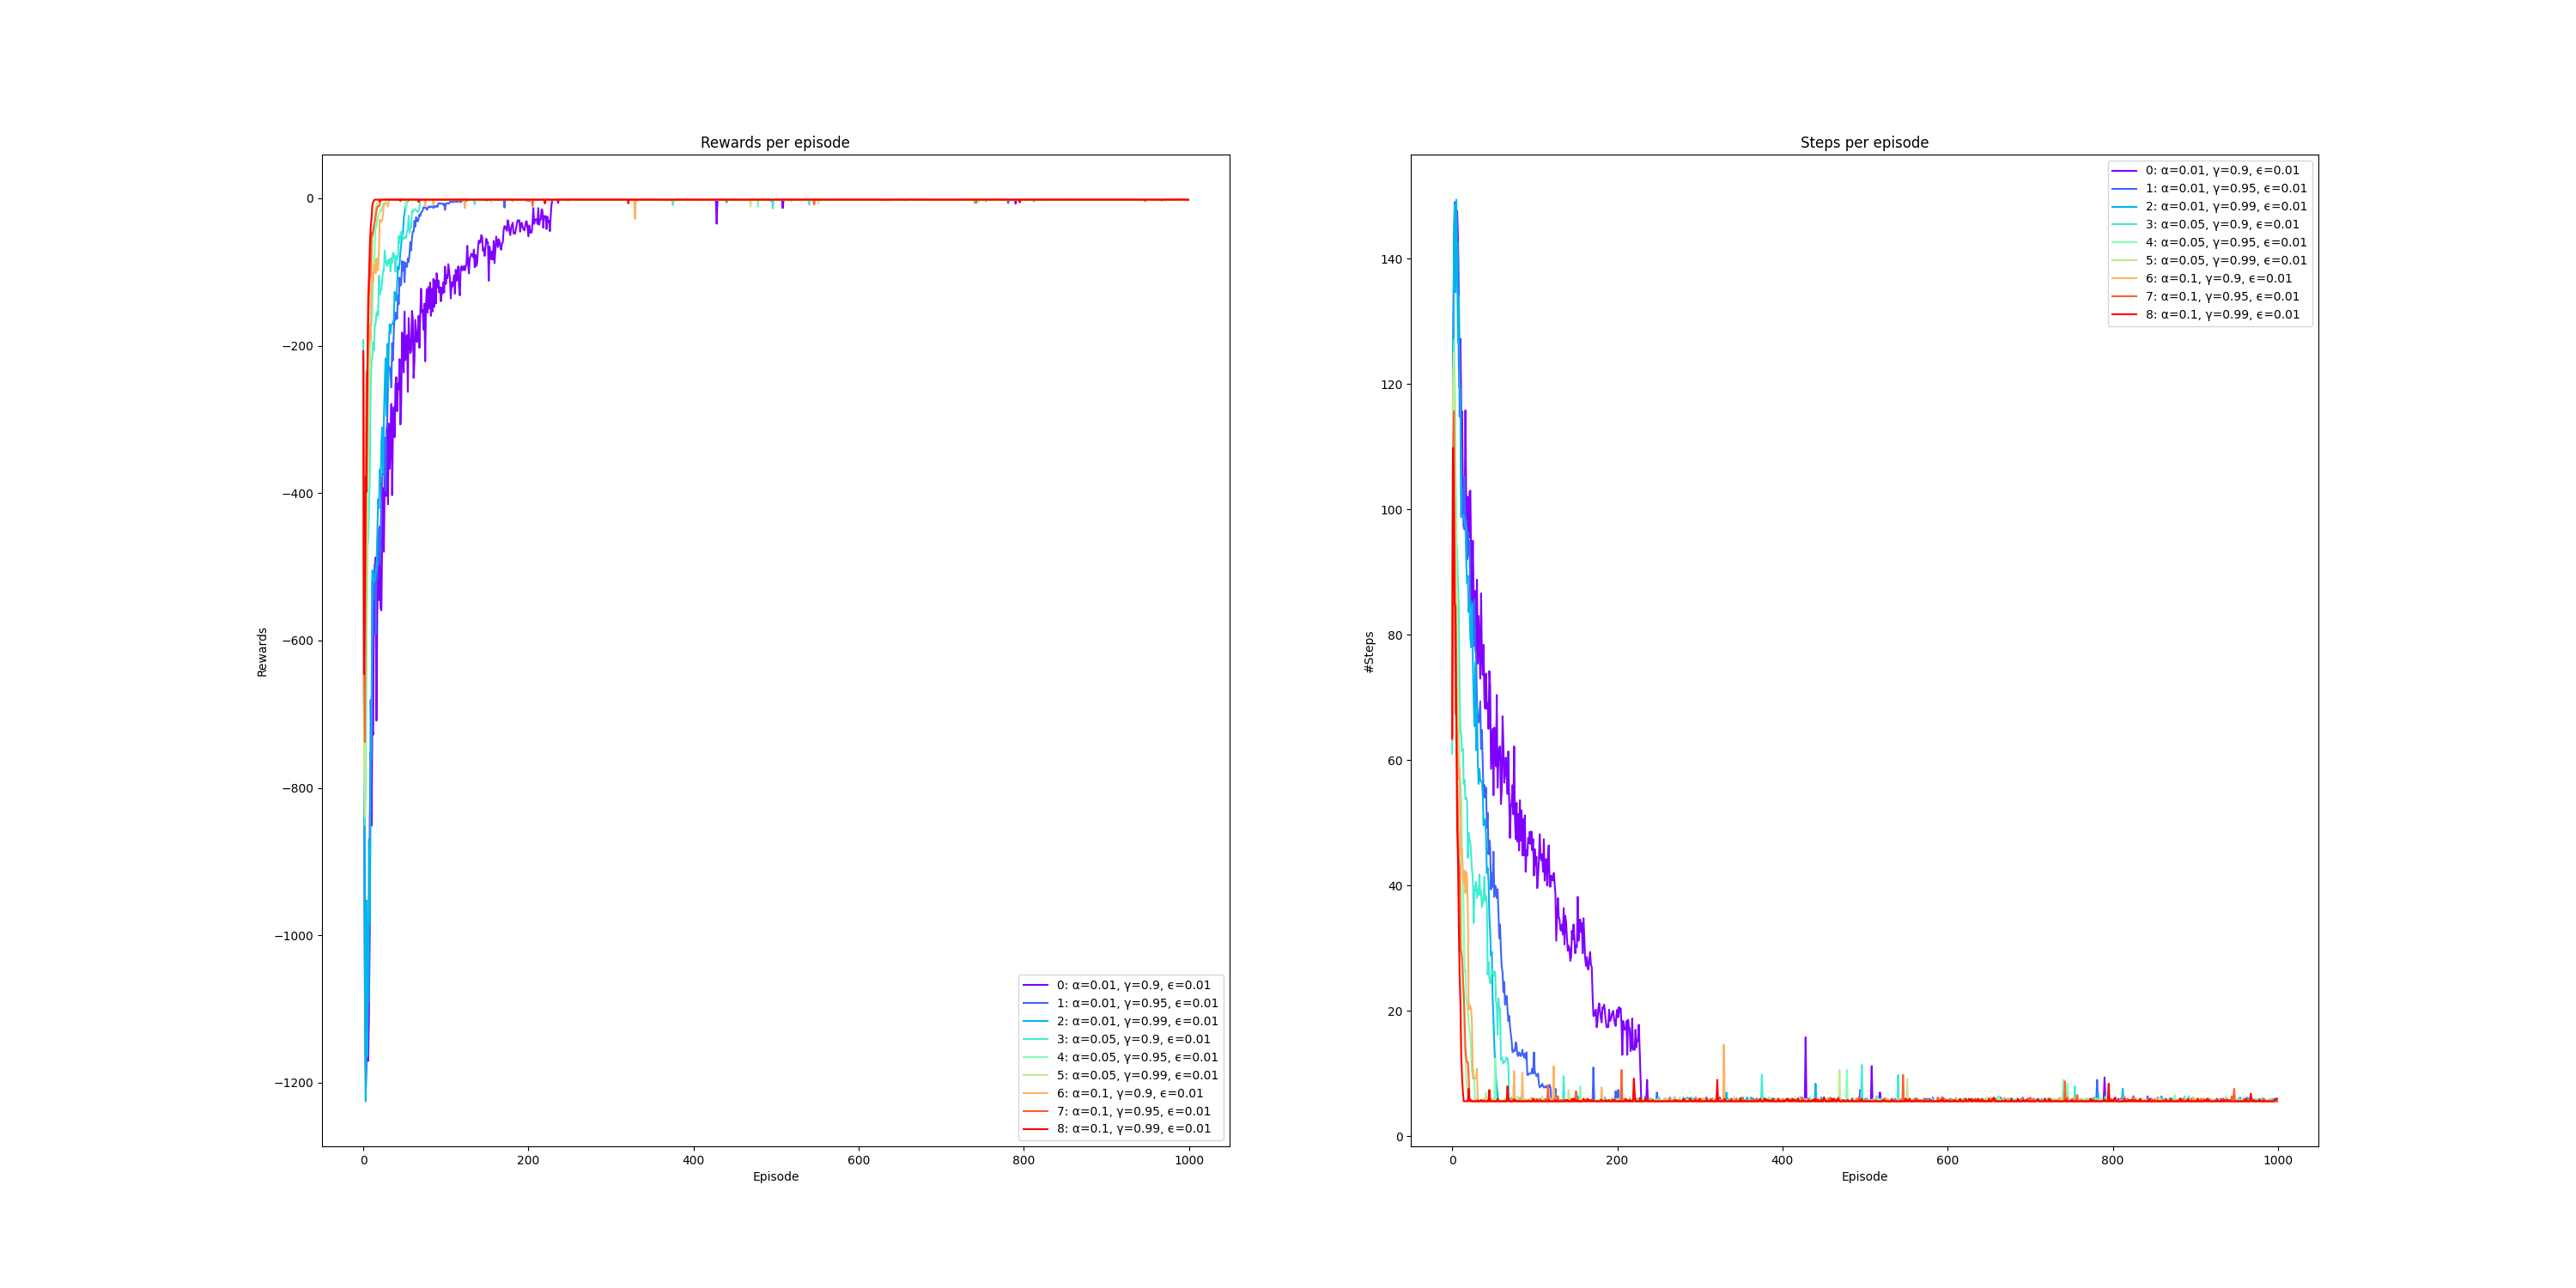 Rewards per episode
0
−200
−400
−600
−800
−1000
−1200
Rewards
0: α=0.01, γ=0.9, ϵ=0.01
1: α=0.01, γ=0.95, ϵ=0.01
2: α=0.01, γ=0.99, ϵ=0.01
3: α=0.05, γ=0.9, ϵ=0.01
4: α=0.05, γ=0.95, ϵ=0.01
5: α=0.05, γ=0.99, ϵ=0.01
6: α=0.1, γ=0.9, ϵ=0.01
7: α=0.1, γ=0.95, ϵ=0.01
8: α=0.1, γ=0.99, ϵ=0.01
0 200 400 600 800 1000
Episode
Steps per episode
0: α=0.01, γ=0.9, ϵ=0.01
1: α=0.01, γ=0.95, ϵ=0.01
2: α=0.01, γ=0.99, ϵ=0.01
3: α=0.05, γ=0.9, ϵ=0.01
4: α=0.05, γ=0.95, ϵ=0.01
5: α=0.05, γ=0.99, ϵ=0.01
6: α=0.1, γ=0.9, ϵ=0.01
7: α=0.1, γ=0.95, ϵ=0.01
8: α=0.1, γ=0.99, ϵ=0.01
140
120
100
80
60
40
20
0
#Steps
0 200 400 600 800 1000
Episode